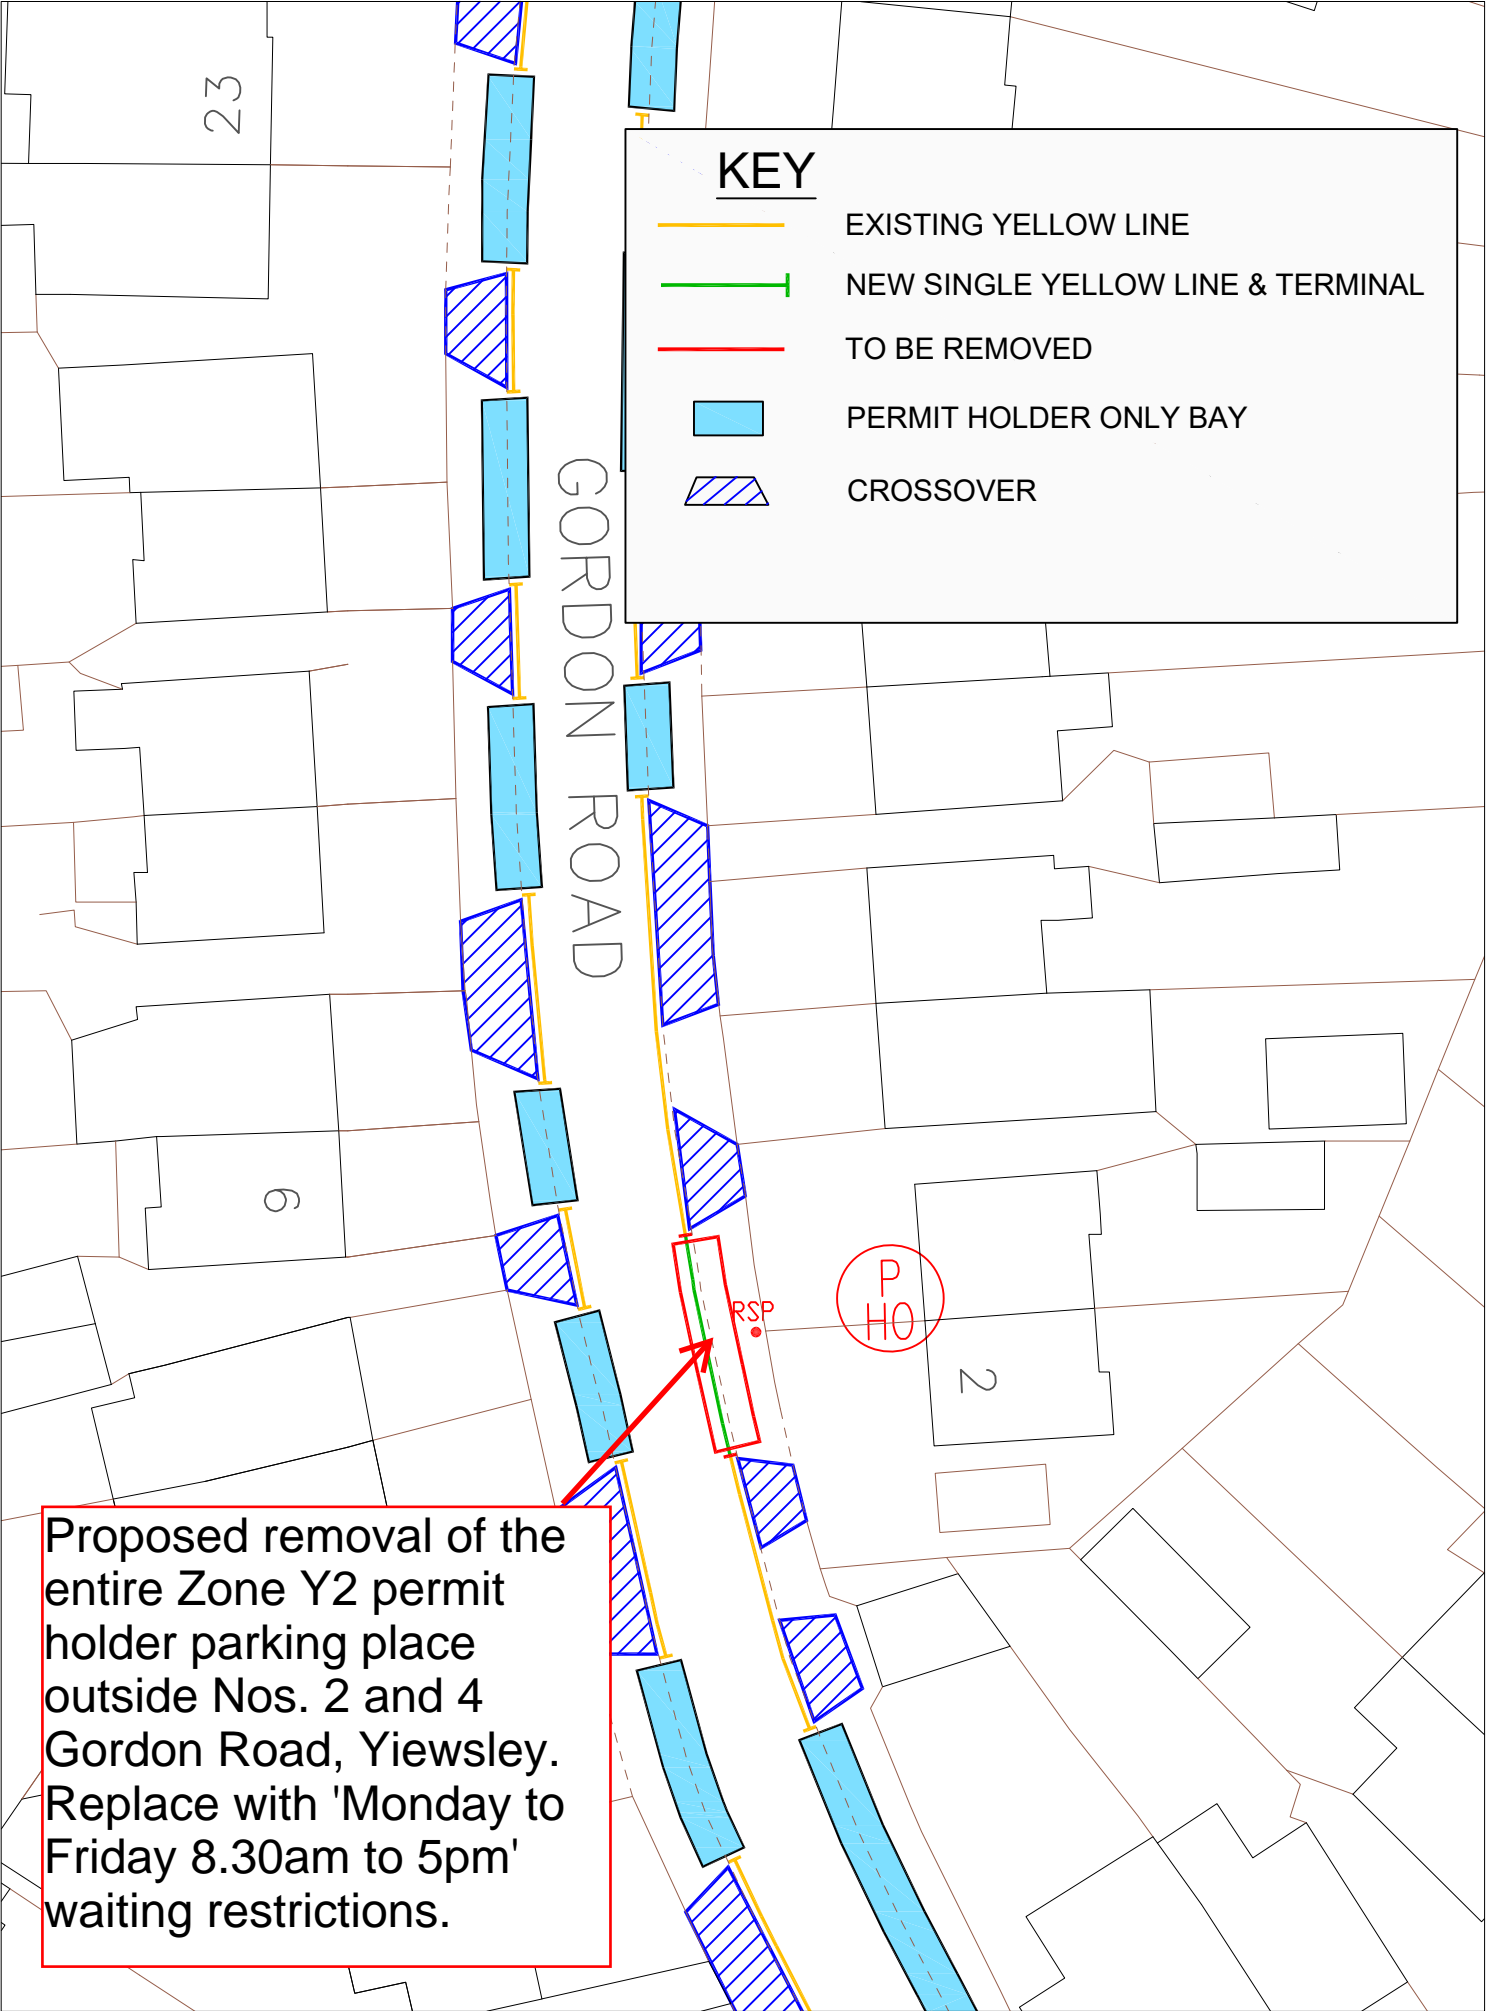 23
KEY
EXISTING YELLOW LINE
NEW SINGLE YELLOW LINE & TERMINAL
TO BE REMOVED
PERMIT HOLDER ONLY BAY
CROSSOVER
GORDON ROAD
6
P
HO
RSP
2
Proposed removal of the
entire Zone Y2 permit
holder parking place
outside Nos. 2 and 4
Gordon Road, Yiewsley.
Replace with 'Monday to
Friday 8.30am to 5pm'
waiting restrictions.